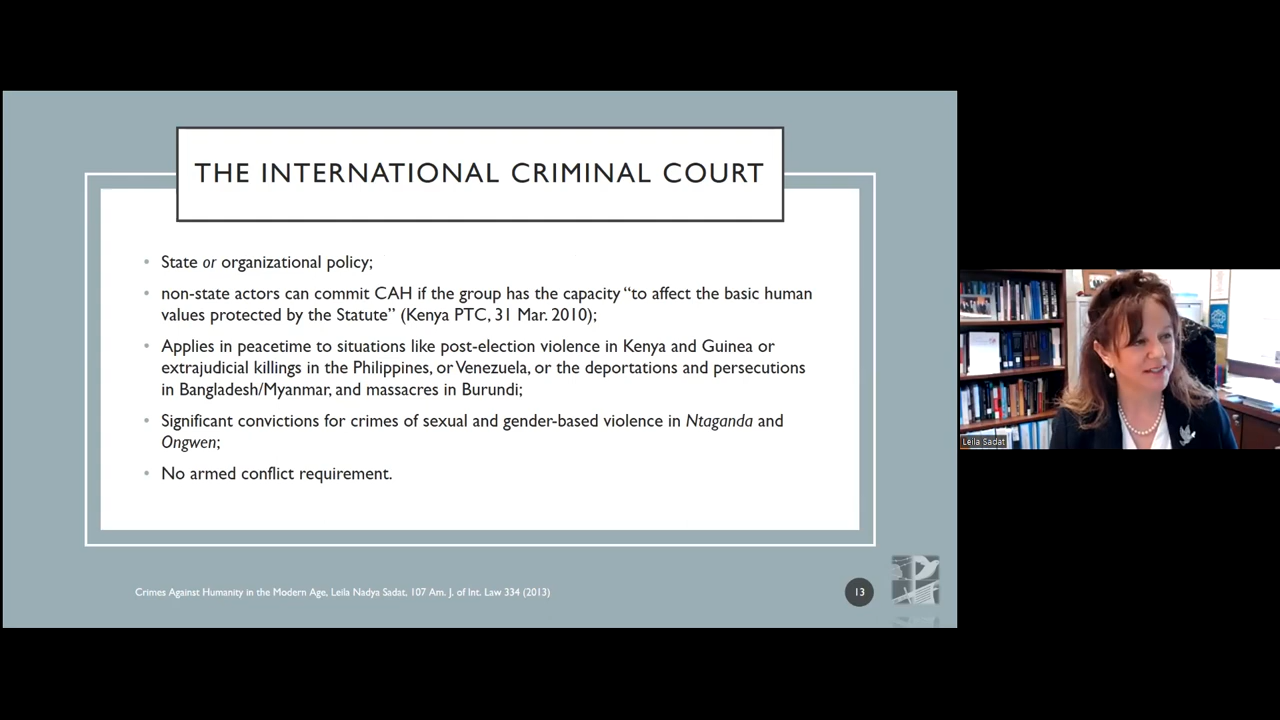 THE INTERNATIONAL CRIMINAL COURT
• State or organizational policy;
• non-state actors can commit CAH if the group has the capacity “to affect the basic human
values protected by the Statute” (Kenya PTC, 31 Mar. 2010);
• Applies in peacetime to situations like post-election violence in Kenya and Guinea or
extrajudicial killings in the Philippines, or Venezuela, or the deportations and persecutions
in Bangladesh/Myanmar, and massacres in Burundi;
• Significant convictions for crimes of sexual and gender-based violence in Ntaganda and
Ongwen;
• No armed conflict requirement.
Crimes Against Humanity in the Modern Age, Leila Nadya Sadat, 107 Am. J. of Int. Law 334 (2013)
13
Leila Sadat